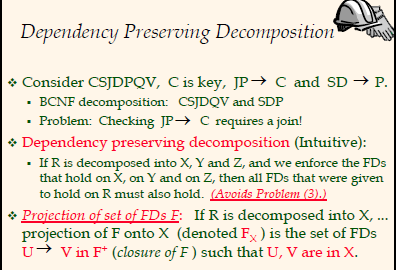 Dependency Preserving Decomposition
❖ Consider CSJDPQV, C is key, JP → C and SD → P.
▪ BCNF decomposition: CSJDQV and SDP
▪ Problem: Checking JP → C requires a join!
❖ Dependency preserving decomposition (Intuitive):
▪ If R is decomposed into X, Y and Z, and we enforce the FDs
that hold on X, on Y and on Z, then all FDs that were given
to hold on R must also hold. (Avoids Problem (3).)
❖ Projection of set of FDs F: If R is decomposed into X, ...
projection of F onto X (denoted F_X ) is the set of FDs
U → V in F⁺ (closure of F ) such that U, V are in X.